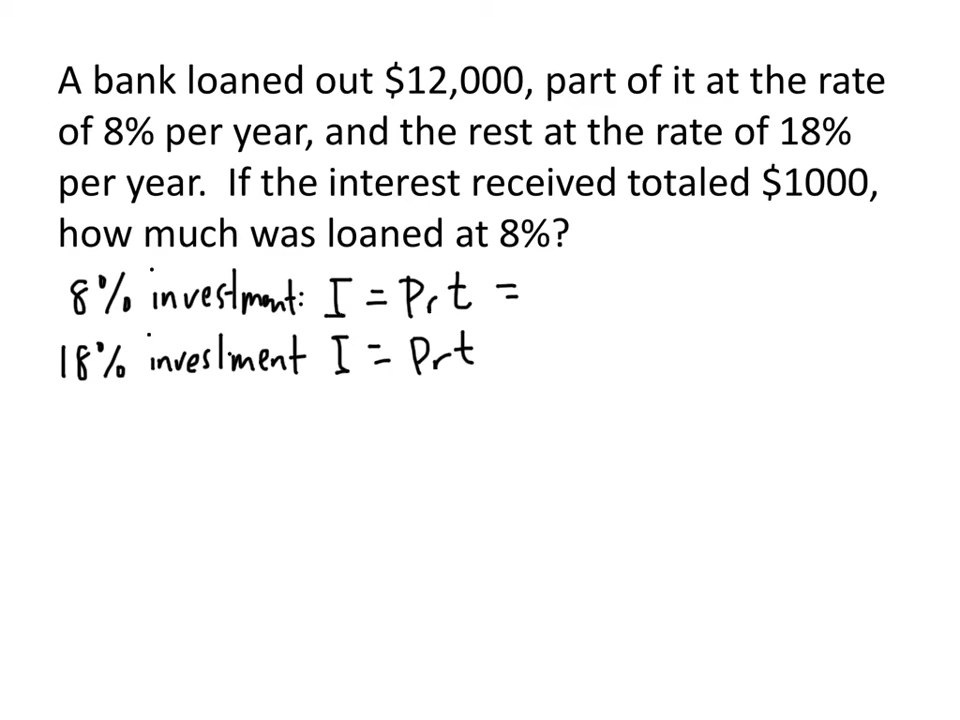 A bank loaned out $12,000, part of it at the rate
of 8% per year, and the rest at the rate of 18%
per year.  If the interest received totaled $1000,
how much was loaned at 8%?
8% investment: I = Prt =
18% investment I = Prt